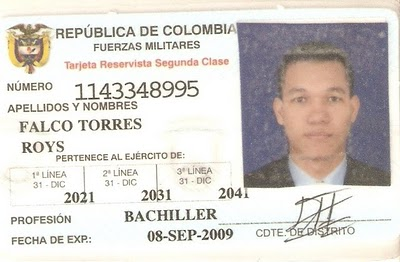 REPÚBLICA DE COLOMBIA
FUERZAS MILITARES
Tarjeta Reservista Segunda Clase
NÚMERO 1143348995
APELLIDOS Y NOMBRES
FALCO TORRES
ROYS
PERTENECE AL EJÉRCITO DE:
1ª LÍNEA 2ª LÍNEA 3ª LÍNEA
31 - DIC 31 - DIC 31 - DIC
2021 2031 2041
PROFESIÓN BACHILLER
FECHA DE EXP.: 08-SEP-2009
CDTE. DE DISTRITO